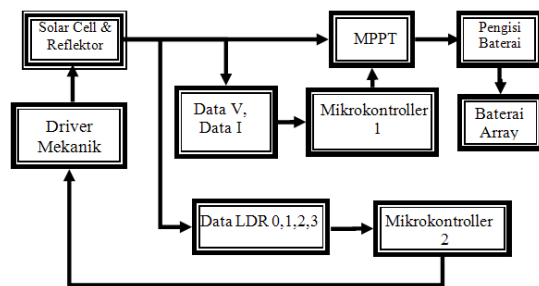 Solar Cell &
Reflektor
MPPT
Pengisi
Baterai
Driver
Mekanik
Data V,
Data I
Mikrokontroller
1
Baterai
Array
Data LDR 0,1,2,3
Mikrokontroller
2